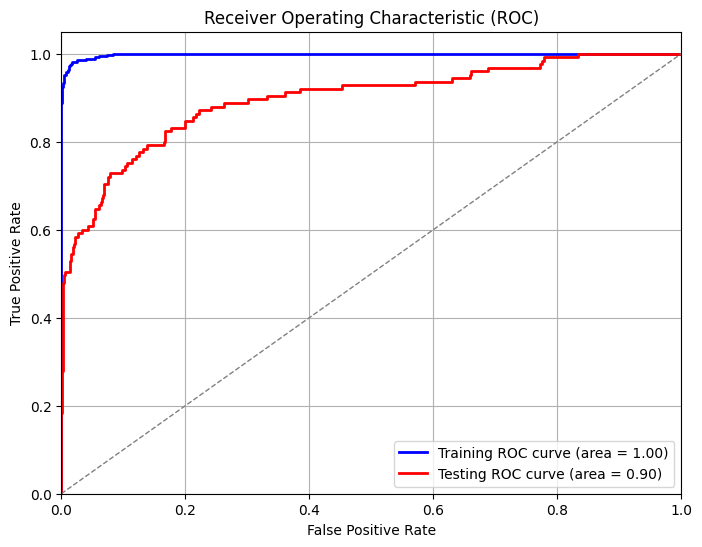 Receiver Operating Characteristic (ROC)
1.0
0.8
0.6
0.4
0.2
0.0
True Positive Rate
Training ROC curve (area = 1.00)
Testing ROC curve (area = 0.90)
0.0 0.2 0.4 0.6 0.8 1.0
False Positive Rate